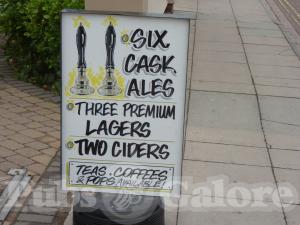 SIX
CASK
ALES
THREE PREMIUM
LAGERS
TWO CIDERS
TEAS. COFFEES
& POPS AVAILABLE!
Pubs Galore